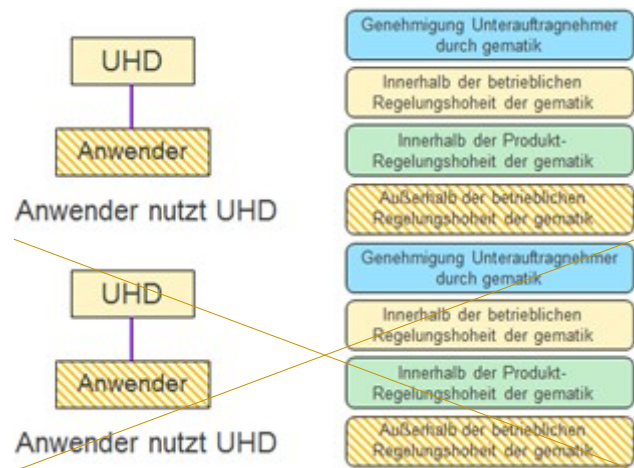 UHD
Anwender
Anwender nutzt UHD
Genehmigung Unterauftragnehmer
durch gematik
Innerhalb der betrieblichen
Regelungshoheit der gematik
Innerhalb der Produkt-
Regelungshoheit der gematik
Außerhalb der betrieblichen
Regelungshoheit der gematik
UHD
Anwender
Anwender nutzt UHD
Genehmigung Unterauftragnehmer
durch gematik
Innerhalb der betrieblichen
Regelungshoheit der gematik
Innerhalb der Produkt-
Regelungshoheit der gematik
Außerhalb der betrieblichen
Regelungshoheit der gematik